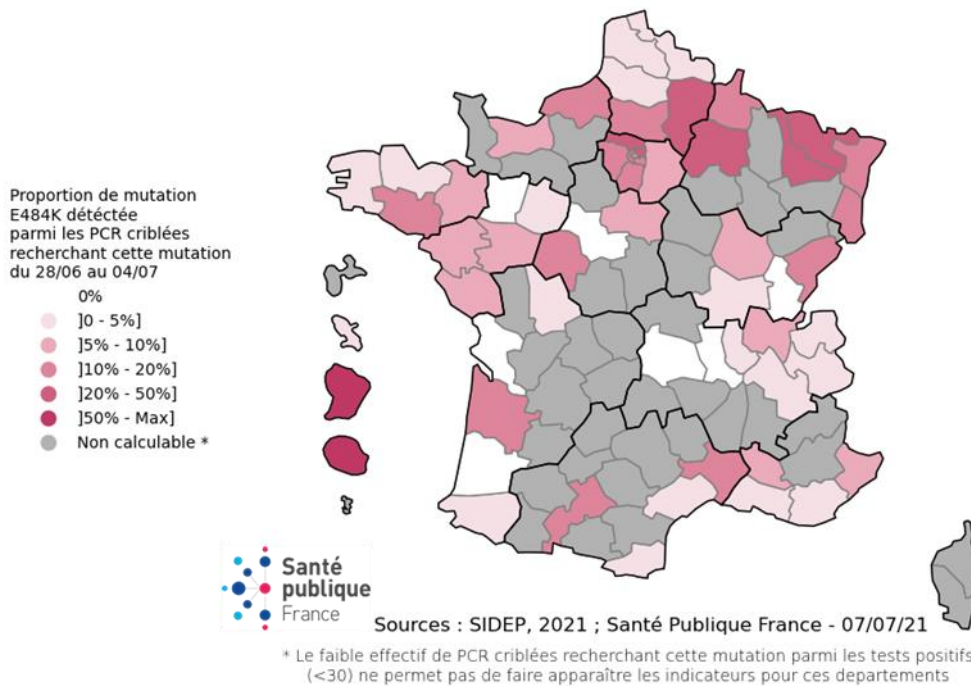 Proportion de mutation
E484K détéctée
parmi les PCR criblées
recherchant cette mutation
du 28/06 au 04/07
0%
]0 - 5%]
]5% - 10%]
]10% - 20%]
]20% - 50%]
]50% - Max]
Non calculable *
Santé
publique
France
Sources : SIDEP, 2021 ; Santé Publique France - 07/07/21
* Le faible effectif de PCR criblées recherchant cette mutation parmi les tests positifs
(<30) ne permet pas de faire apparaître les indicateurs pour ces departements